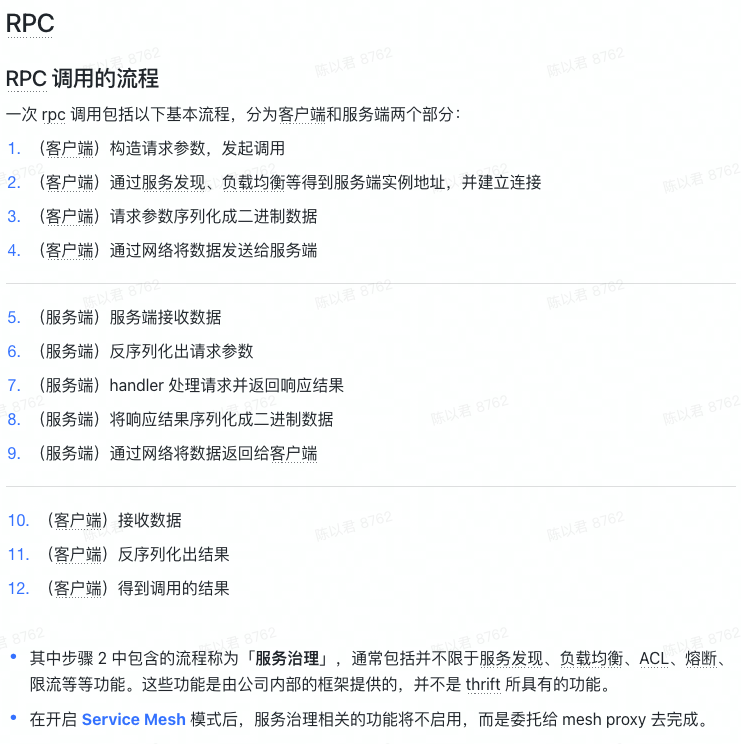 RPC
RPC 调用的流程
一次 rpc 调用包括以下基本流程，分为客户端和服务端两个部分：
1. （客户端）构造请求参数，发起调用
2. （客户端）通过服务发现、负载均衡等得到服务端实例地址，并建立连接
3. （客户端）请求参数序列化成二进制数据
4. （客户端）通过网络将数据发送给服务端
5. （服务端）服务端接收数据
6. （服务端）反序列化出请求参数
7. （服务端）handler 处理请求并返回响应结果
8. （服务端）将响应结果序列化成二进制数据
9. （服务端）通过网络将数据返回给客户端
10. （客户端）接收数据
11. （客户端）反序列化出结果
12. （客户端）得到调用的结果
• 其中步骤 2 中包含的流程称为「服务治理」，通常包括并不限于服务发现、负载均衡、ACL、熔断、
限流等等功能。这些功能是由公司内部的框架提供的，并不是 thrift 所具有的功能。
• 在开启 Service Mesh 模式后，服务治理相关的功能将不启用，而是委托给 mesh proxy 去完成。
陈以君 8762